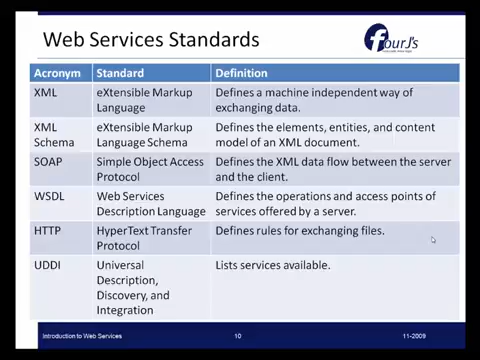 Web Services Standards
fourJ's
Acronym Standard Definition
XML eXtensible Markup Defines a machine independent way of
Language exchanging data.
XML eXtensible Markup Defines the elements, entities, and content
Schema Language Schema model of an XML document.
SOAP Simple Object Access Defines the XML data flow between the server
Protocol and the client.
WSDL Web Services Defines the operations and access points of
Description Language services offered by a server.
HTTP HyperText Transfer Defines rules for exchanging files.
Protocol
UDDI Universal Lists services available.
Description,
Discovery, and
Integration
Introduction to Web Services 10 11-2009